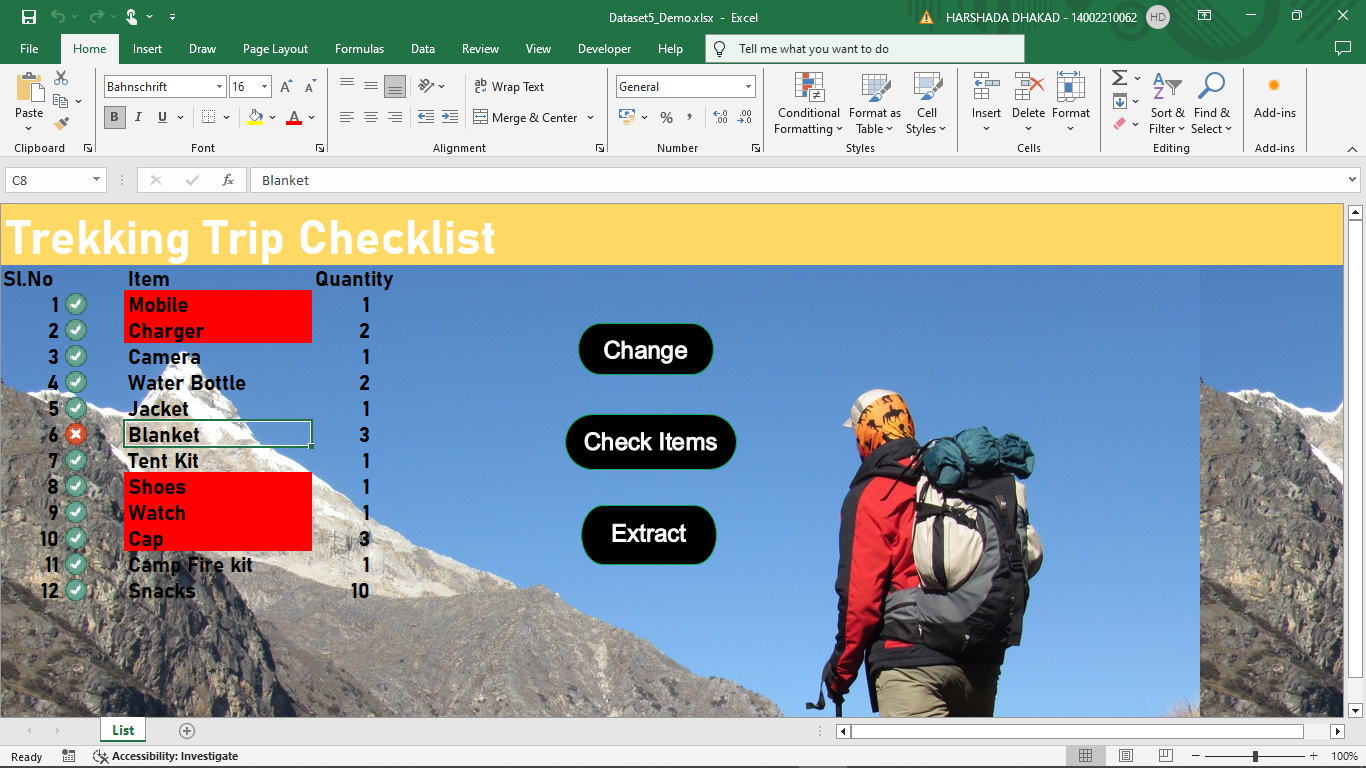 Dataset5_Demo.xlsx - Excel
HARSHADA DHAKAD - 14002210062 HD
File Home Insert Draw Page Layout Formulas Data Review View Developer Help Tell me what you want to do
Bahnschrift 16 Wrap Text General
Paste B I U Merge & Center Conditional Formatting Format as Table Cell Styles Insert Delete Format Sort & Filter Find & Select Add-ins
Clipboard Font Alignment Number Styles Cells Editing Add-ins
C8 fx Blanket
Trekking Trip Checklist
Sl.No Item Quantity
1 Mobile 1
2 Charger 2
3 Camera 1
4 Water Bottle 2
5 Jacket 1
6 Blanket 3
7 Tent Kit 1
8 Shoes 1
9 Watch 1
10 Cap 3
11 Camp Fire kit 1
12 Snacks 10
Change
Check Items
Extract
List
Ready Accessibility: Investigate 100%